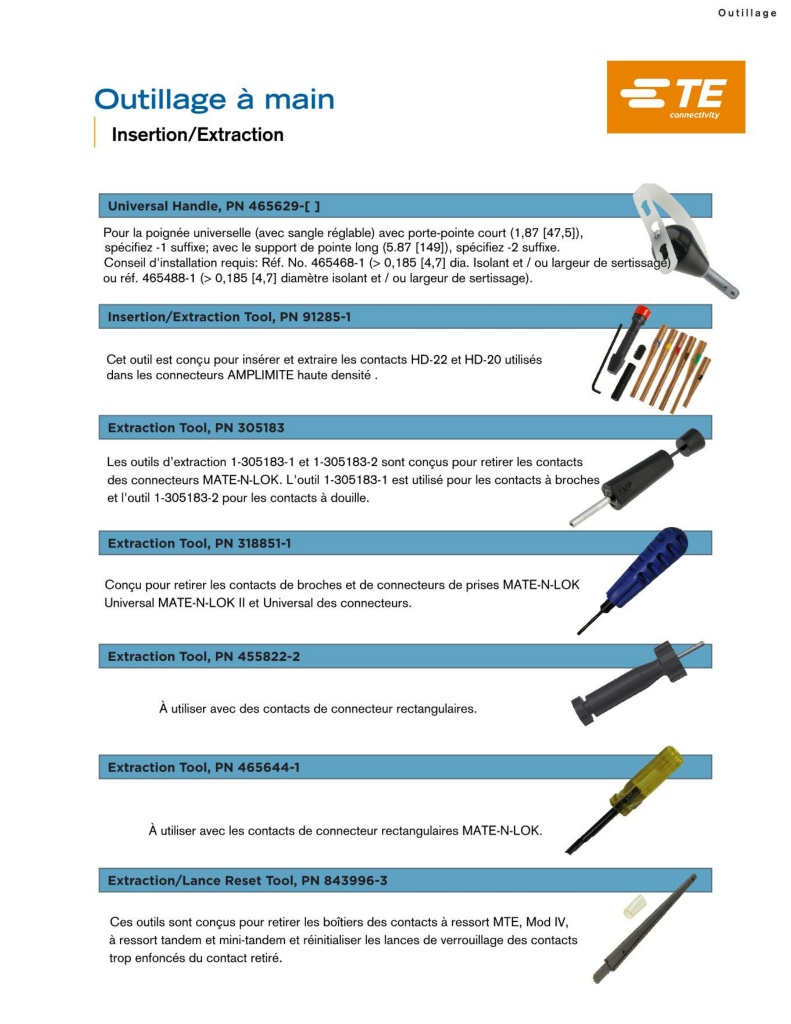 Outillage
Outillage à main
TE
connectivity
Insertion/Extraction
Universal Handle, PN 465629-[ ]
Pour la poignée universelle (avec sangle réglable) avec porte-pointe court (1,87 [47,5]),
spécifiez -1 suffixe; avec le support de pointe long (5.87 [149]), spécifiez -2 suffixe.
Conseil d'installation requis: Réf. No. 465468-1 (> 0,185 [4,7] dia. Isolant et / ou largeur de sertissage)
ou réf. 465488-1 (> 0,185 [4,7] diamètre isolant et / ou largeur de sertissage).
Insertion/Extraction Tool, PN 91285-1
Cet outil est conçu pour insérer et extraire les contacts HD-22 et HD-20 utilisés
dans les connecteurs AMPLIMITE haute densité .
Extraction Tool, PN 305183
Les outils d'extraction 1-305183-1 et 1-305183-2 sont conçus pour retirer les contacts
des connecteurs MATE-N-LOK. L'outil 1-305183-1 est utilisé pour les contacts à broches
et l'outil 1-305183-2 pour les contacts à douille.
Extraction Tool, PN 318851-1
Conçu pour retirer les contacts de broches et de connecteurs de prises MATE-N-LOK
Universal MATE-N-LOK II et Universal des connecteurs.
Extraction Tool, PN 455822-2
À utiliser avec des contacts de connecteur rectangulaires.
Extraction Tool, PN 465644-1
À utiliser avec les contacts de connecteur rectangulaires MATE-N-LOK.
Extraction/Lance Reset Tool, PN 843996-3
Ces outils sont conçus pour retirer les boîtiers des contacts à ressort MTE, Mod IV,
à ressort tandem et mini-tandem et réinitialiser les lances de verrouillage des contacts
trop enfoncés du contact retiré.